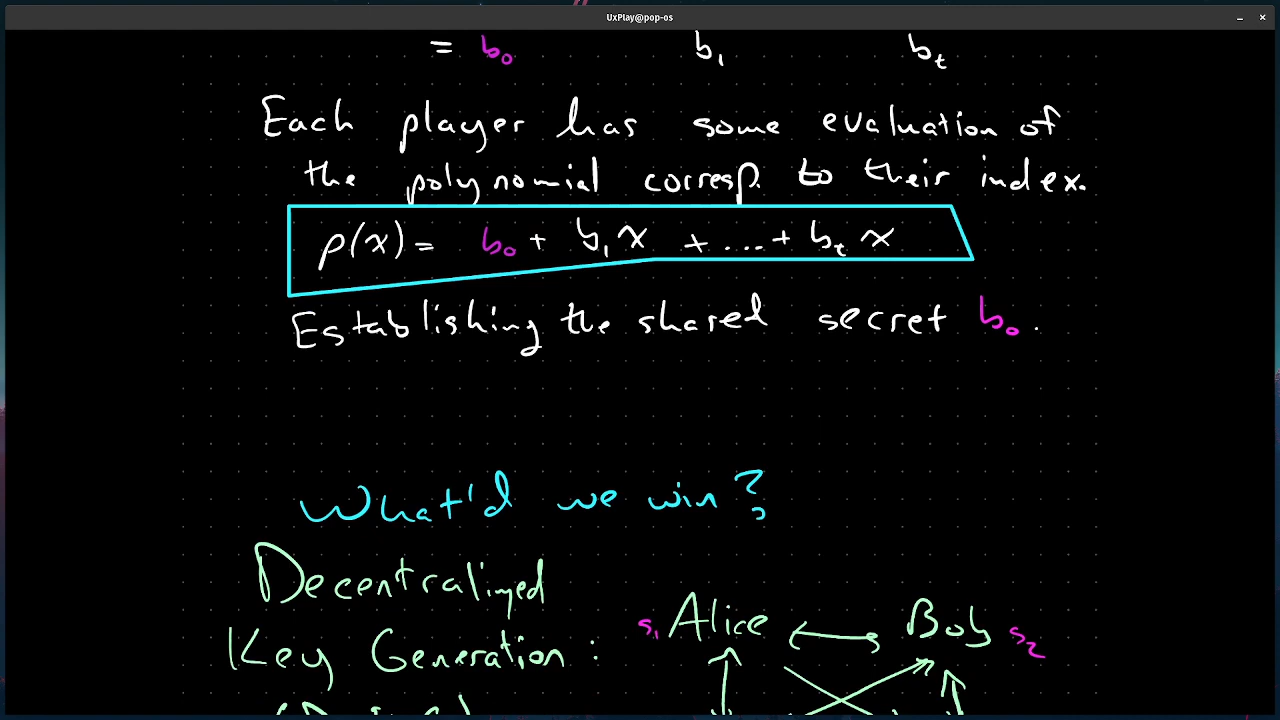 UxPlay@pop-os
= b₀ b₁ bₜ
Each player has some evaluation of
the polynomial corresp. to their index.
p(x) = b₀ + b₁x + ... + bₜx
Establishing the shared secret b₀.
What'd we win?
Decentralized
s₁ Alice ↔ Bob s₂
Key Generation: